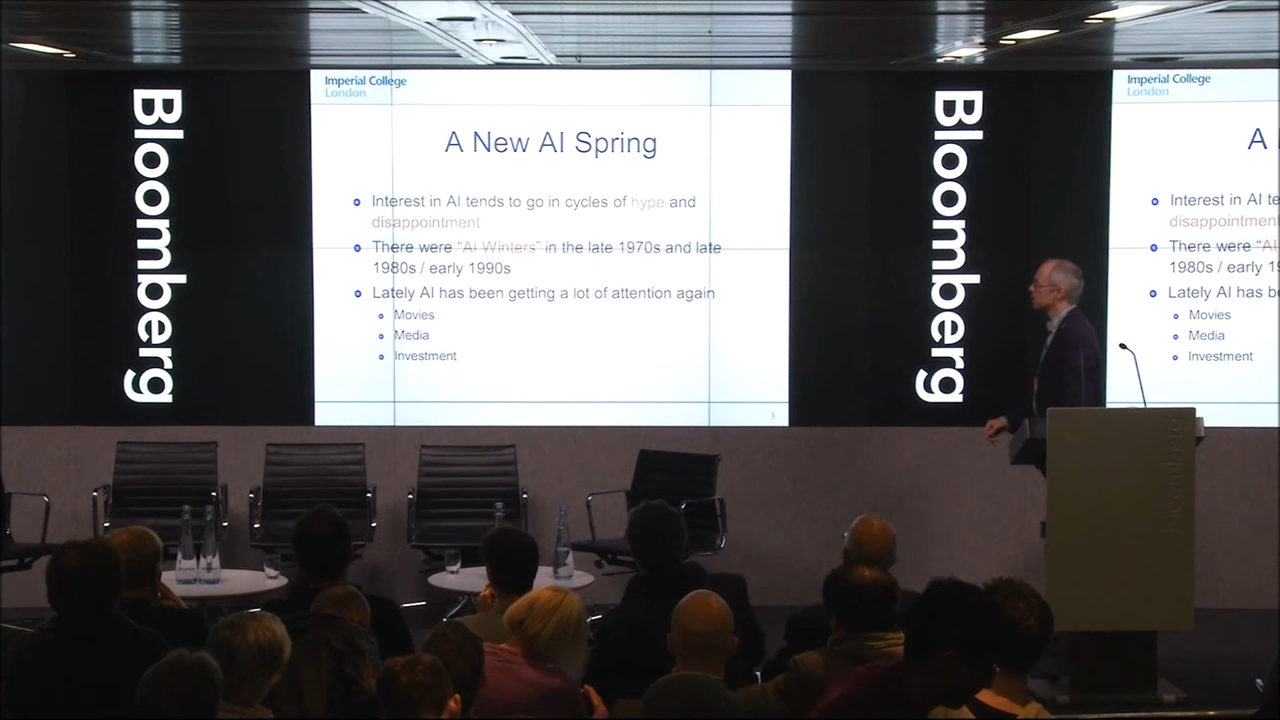 Bloomberg
Imperial College
London
A New AI Spring
Interest in AI tends to go in cycles of hype and
disappointment
There were "AI Winters" in the late 1970s and late
1980s / early 1990s
Lately AI has been getting a lot of attention again
Movies
Media
Investment
3
Bloomberg
Imperial College
London
A
Interest in AI te
disappointmen
There were "AI
1980s / early 19
Lately AI has be
Movies
Media
Investment
Bloomberg